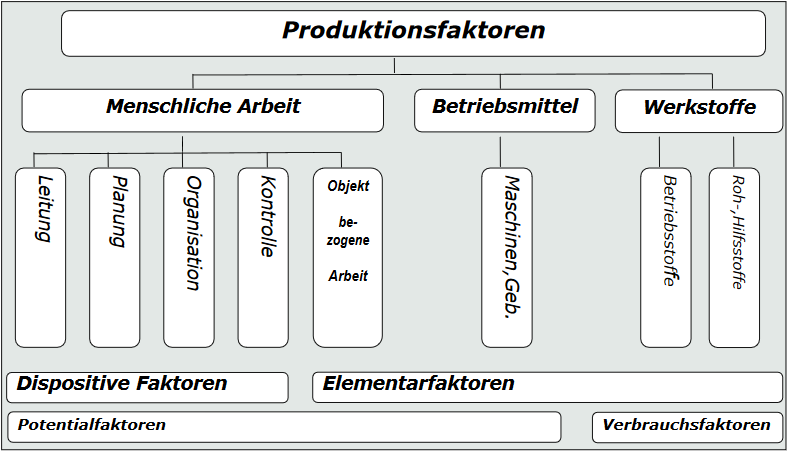 Produktionsfaktoren
Menschliche Arbeit
Betriebsmittel
Werkstoffe
Leitung
Planung
Organisation
Kontrolle
Objekt
be-
zogene
Arbeit
Maschinen,Geb.
Betriebsstoffe
Roh-,Hilfsstoffe
Dispositive Faktoren
Elementarfaktoren
Potentialfaktoren
Verbrauchsfaktoren